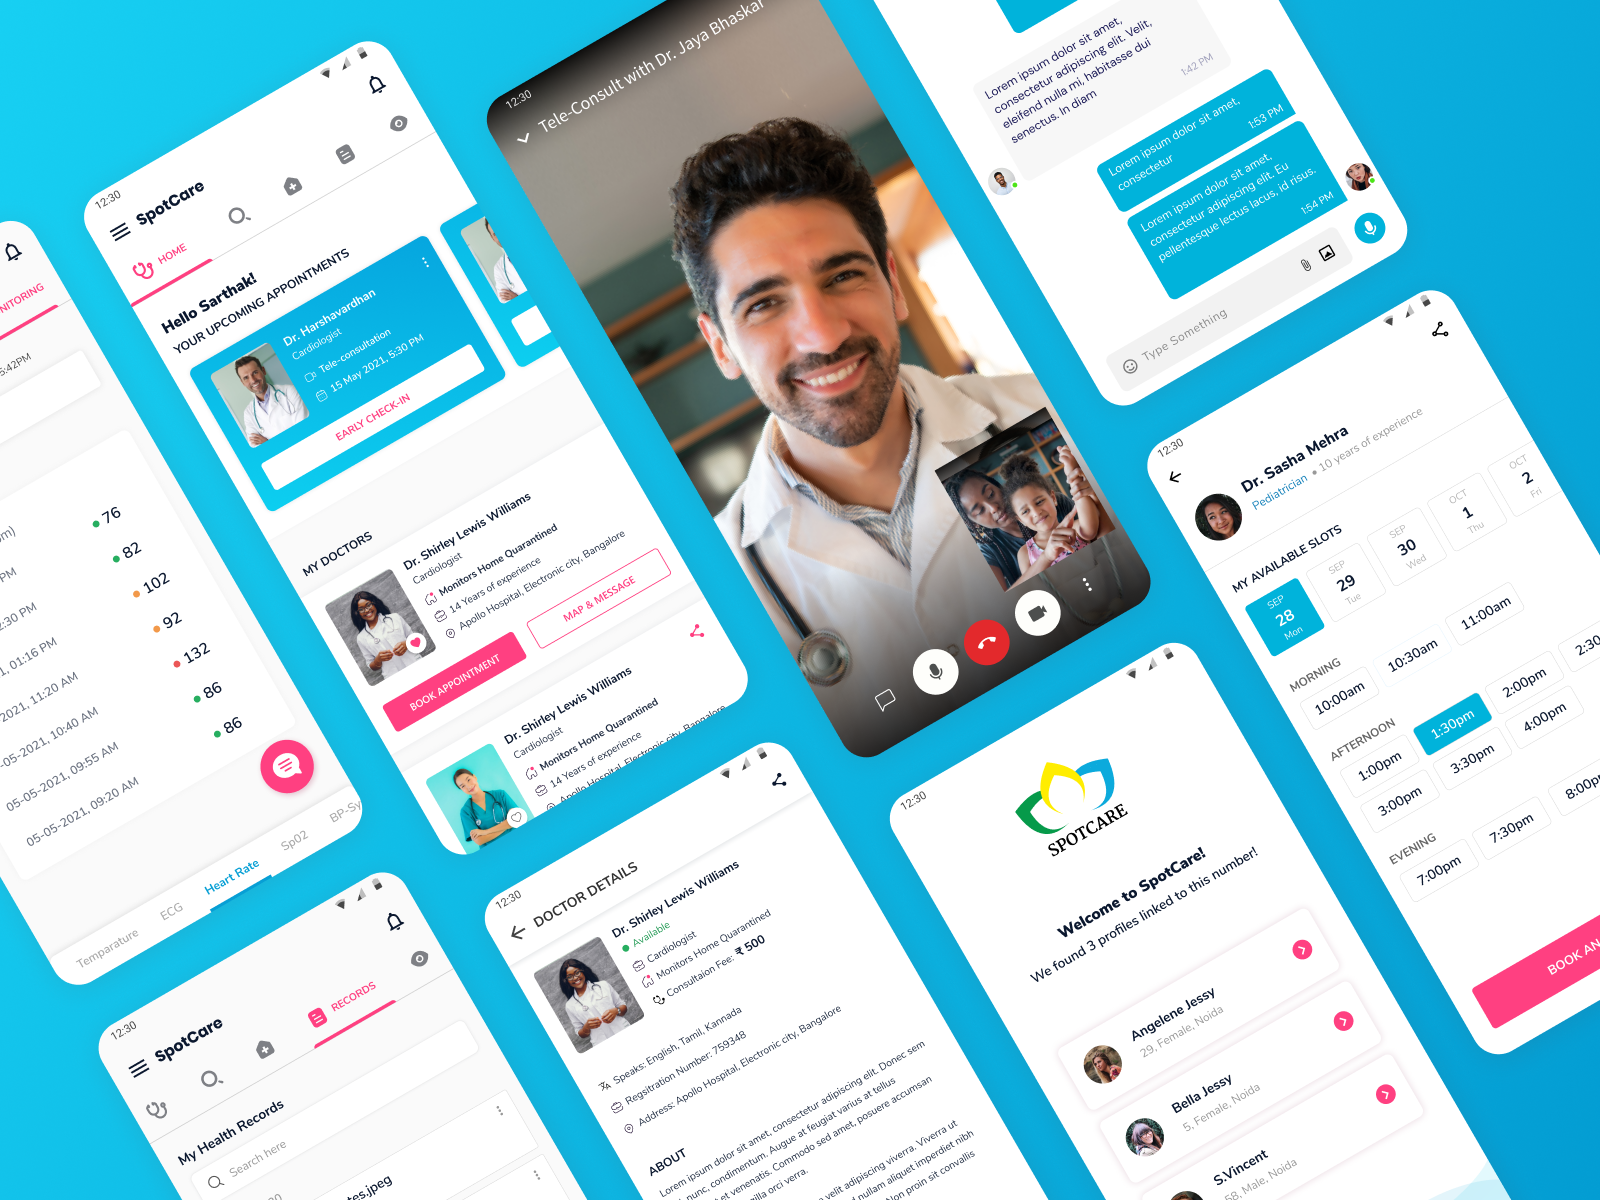 NITORING
5:42PM
76
82
102
PM
92
2:30 PM
132
1, 01:16 PM
86
2021, 11:20 AM
86
-05-2021, 10:40 AM
05-05-2021, 09:55 AM
05-05-2021, 09:20 AM
Temparature
ECG
Heart Rate
Sp02
BP-Sy
12:30
SpotCare
HOME
Hello Sarthak!
YOUR UPCOMING APPOINTMENTS
Dr. Harshavardhan
Cardiologist
Tele-consultation
15 May 2021, 5:30 PM
EARLY CHECK-IN
MY DOCTORS
Dr. Shirley Lewis Williams
Cardiologist
Monitors Home Quarantined
14 Years of experience
Apollo Hospital, Electronic city, Bangalore
BOOK APPOINTMENT
MAP & MESSAGE
Dr. Shirley Lewis Williams
Cardiologist
Monitors Home Quarantined
14 Years of experience
Apollo Hospital, Electronic city, Bangalore
12:30
Tele-Consult with Dr. Jaya Bhaskar
Lorem ipsum dolor sit amet,
consectetur adipiscing elit. Velit,
eleifend nulla mi, habitasse dui
senectus. In diam
1:42 PM
Lorem ipsum dolor sit amet,
consectetur
1:53 PM
Lorem ipsum dolor sit amet,
consectetur adipiscing elit. Eu
pellentesque lectus lacus, id risus.
1:54 PM
Type Something
12:30
Dr. Sasha Mehra
Pediatrician • 10 years of experience
MY AVAILABLE SLOTS
SEP
28
Mon
SEP
29
Tue
SEP
30
Wed
OCT
1
Thu
OCT
2
Fri
MORNING
10:00am
10:30am
11:00am
AFTERNOON
1:00pm
1:30pm
2:00pm
2:30
3:00pm
3:30pm
4:00pm
EVENING
7:00pm
7:30pm
8:00p
BOOK AN
12:30
SpotCare
RECORDS
My Health Records
Search here
tes.jpeg
12:30
DOCTOR DETAILS
Dr. Shirley Lewis Williams
Available
Cardiologist
Monitors Home Quarantined
Consultaion Fee: ₹ 500
Speaks: English, Tamil, Kannada
Regsitration Number: 759348
Address: Apollo Hospital, Electronic city, Bangalore
ABOUT
Lorem ipsum dolor sit amet, consectetur adipiscing elit. Donec sem
nunc, condimentum. Augue at feugiat varius at tellus
et venenatis. Commodo sed amet, posuere accumsan
gilla orci verra.
velit adipiscing viverra. Viverra ut
nullam aliquet imperdiet nibh
Non proin sit convallis
12:30
SPOTCARE
Welcome to SpotCare!
We found 3 profiles linked to this number!
Angelene Jessy
29, Female, Noida
Bella Jessy
5, Female, Noida
S.Vincent
58, Male, Noida